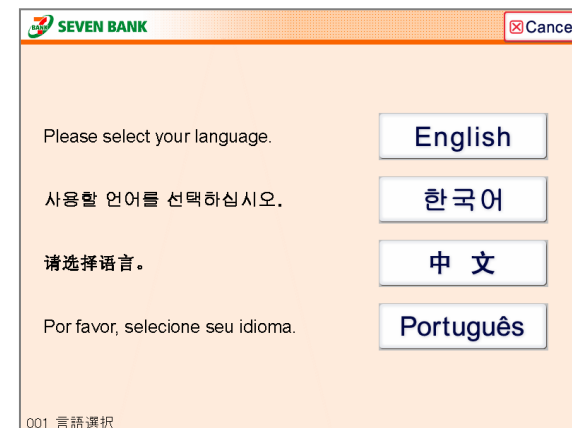 7 BANK SEVEN BANK
Cance
Please select your language.
English
사용할 언어를 선택하십시오.
한국어
请选择语言。
中 文
Por favor, selecione seu idioma.
Português
001 言語選択